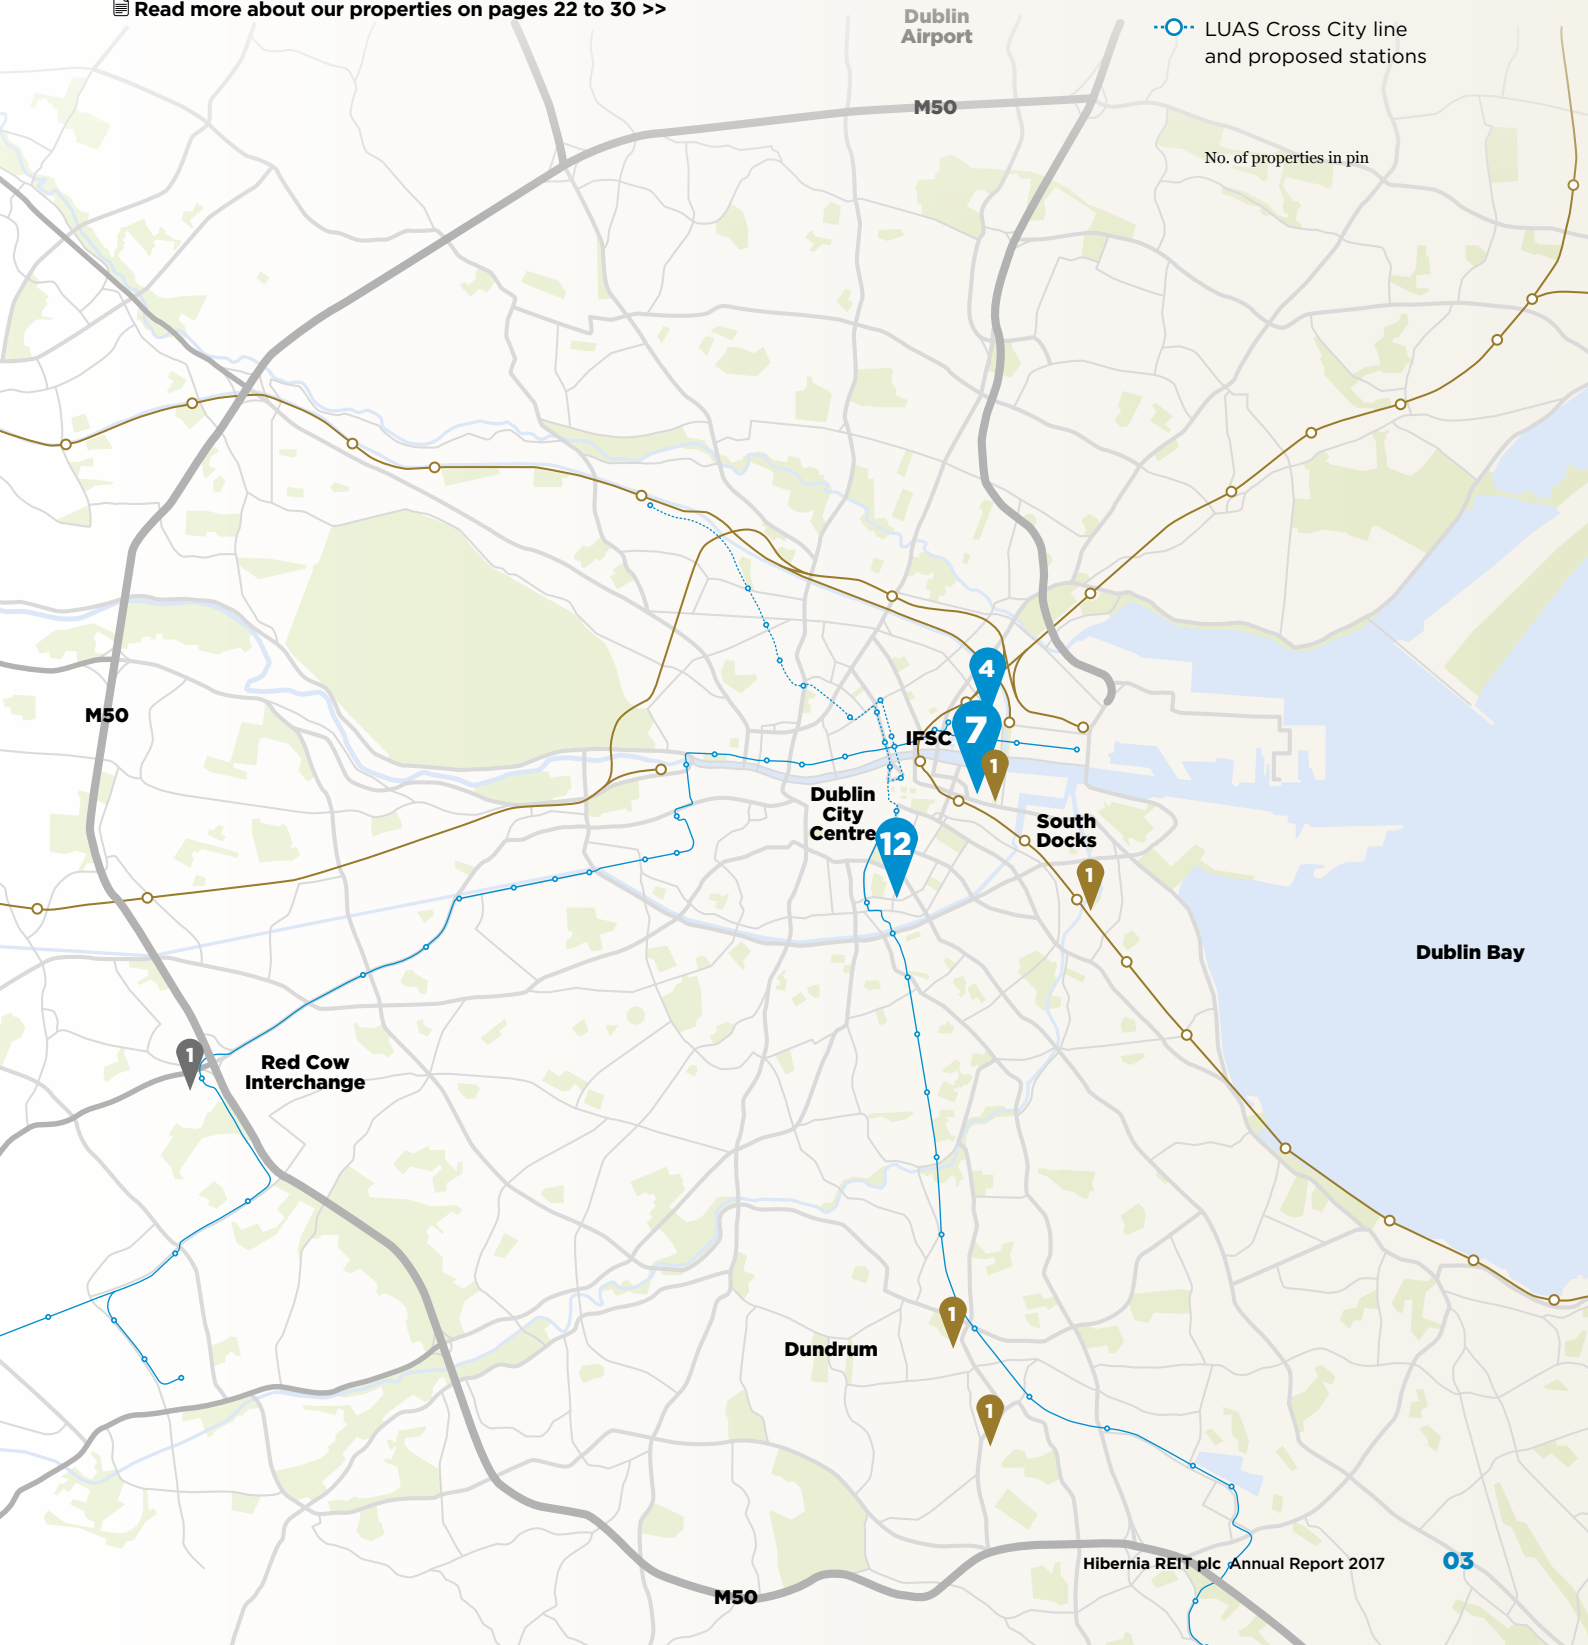 Read more about our properties on pages 22 to 30 >>
Dublin
Airport
LUAS Cross City line
and proposed stations
M50
No. of properties in pin
4
M50
7
IFSC
1
Dublin
City
Centre
South
Docks
12
1
Dublin Bay
1
Red Cow
Interchange
1
Dundrum
1
Hibernia REIT plc Annual Report 2017 03
M50